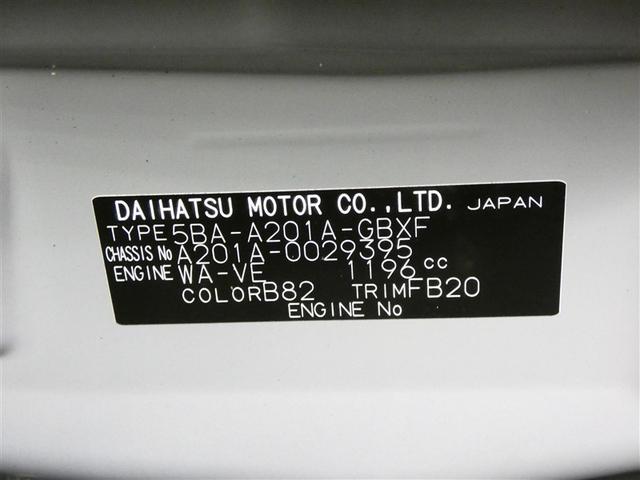 DAIHATSU MOTOR CO.,LTD. JAPAN
TYPE 5BA-A201A-GBXF
CHASSIS No A201A-0029395
ENGINE WA-VE 1196 cc
COLOR B82 TRIM FB20
ENGINE No